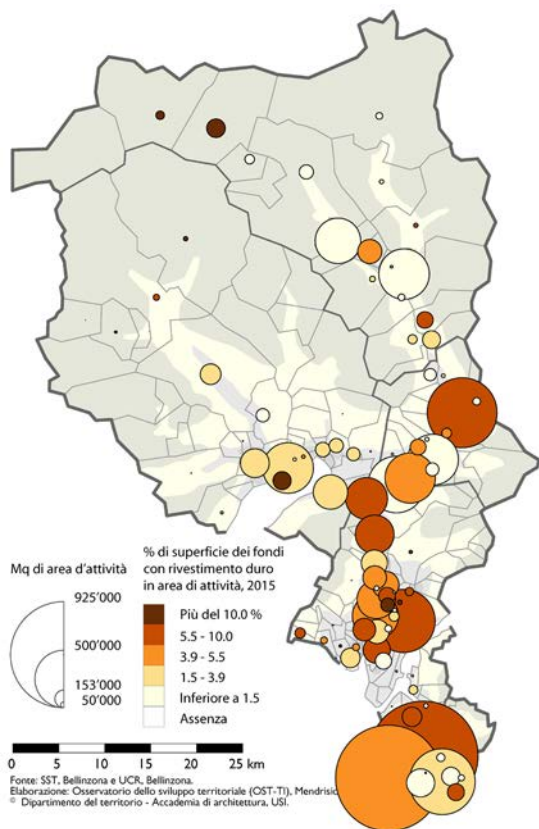 % di superficie dei fondi
con rivestimento duro
in area di attività, 2015
Mq di area d'attività
925'000
500'000
153'000
50'000
Più del 10.0 %
5.5 - 10.0
3.9 - 5.5
1.5 - 3.9
Inferiore a 1.5
Assenza
0 5 10 15 20 25
km
Fonte: SST, Bellinzona e UCR, Bellinzona.
Elaborazione: Osservatorio dello sviluppo territoriale (OST-TI), Mendrisio
© Dipartimento del territorio - Accademia di architettura, USI.